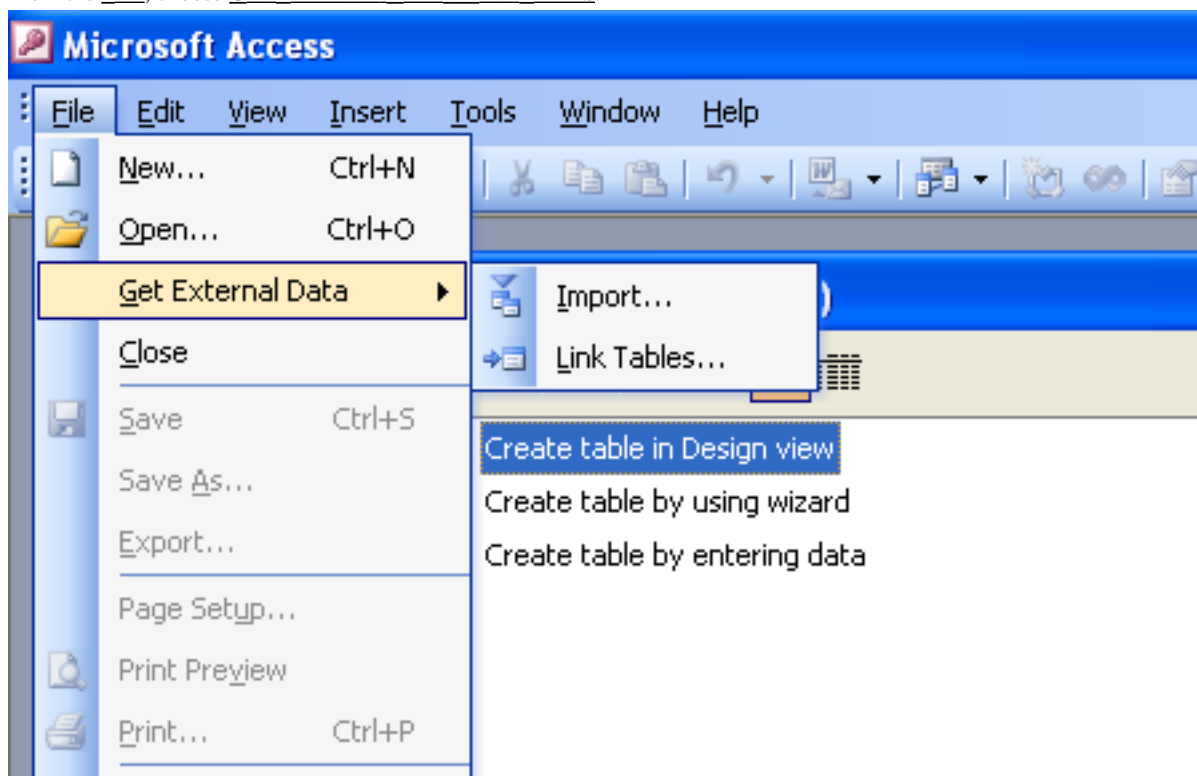 Microsoft Access
File Edit View Insert Tools Window Help
New... Ctrl+N
Open... Ctrl+O
Get External Data
Import...
)
Close
Link Tables...
Save Ctrl+S
Create table in Design view
Save As...
Create table by using wizard
Export...
Create table by entering data
Page Setup...
Print Preview
Print... Ctrl+P